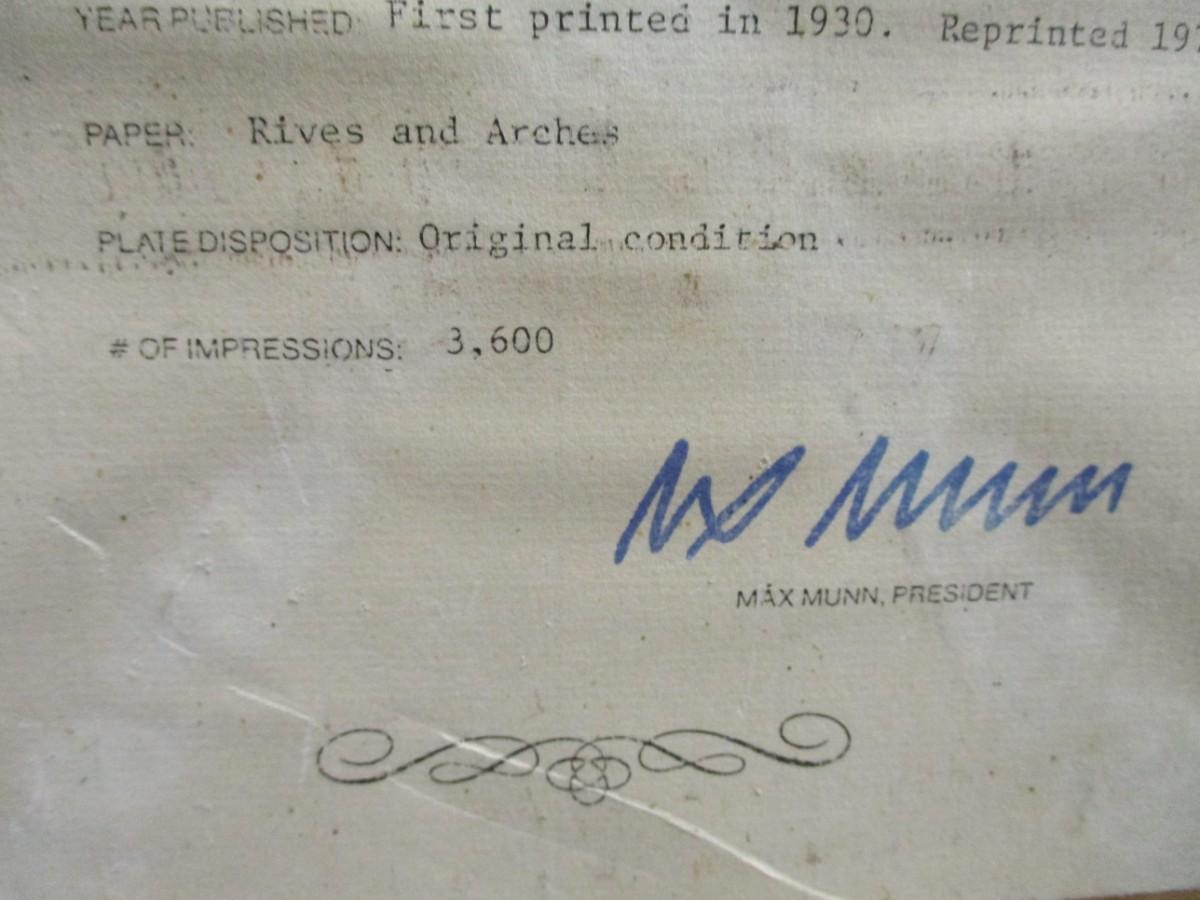 YEAR PUBLISHED: First printed in 1930. Reprinted 197
PAPER: Rives and Arches
PLATE DISPOSITION: Original condition
# OF IMPRESSIONS: 3,600
Max Munn
MAX MUNN, PRESIDENT